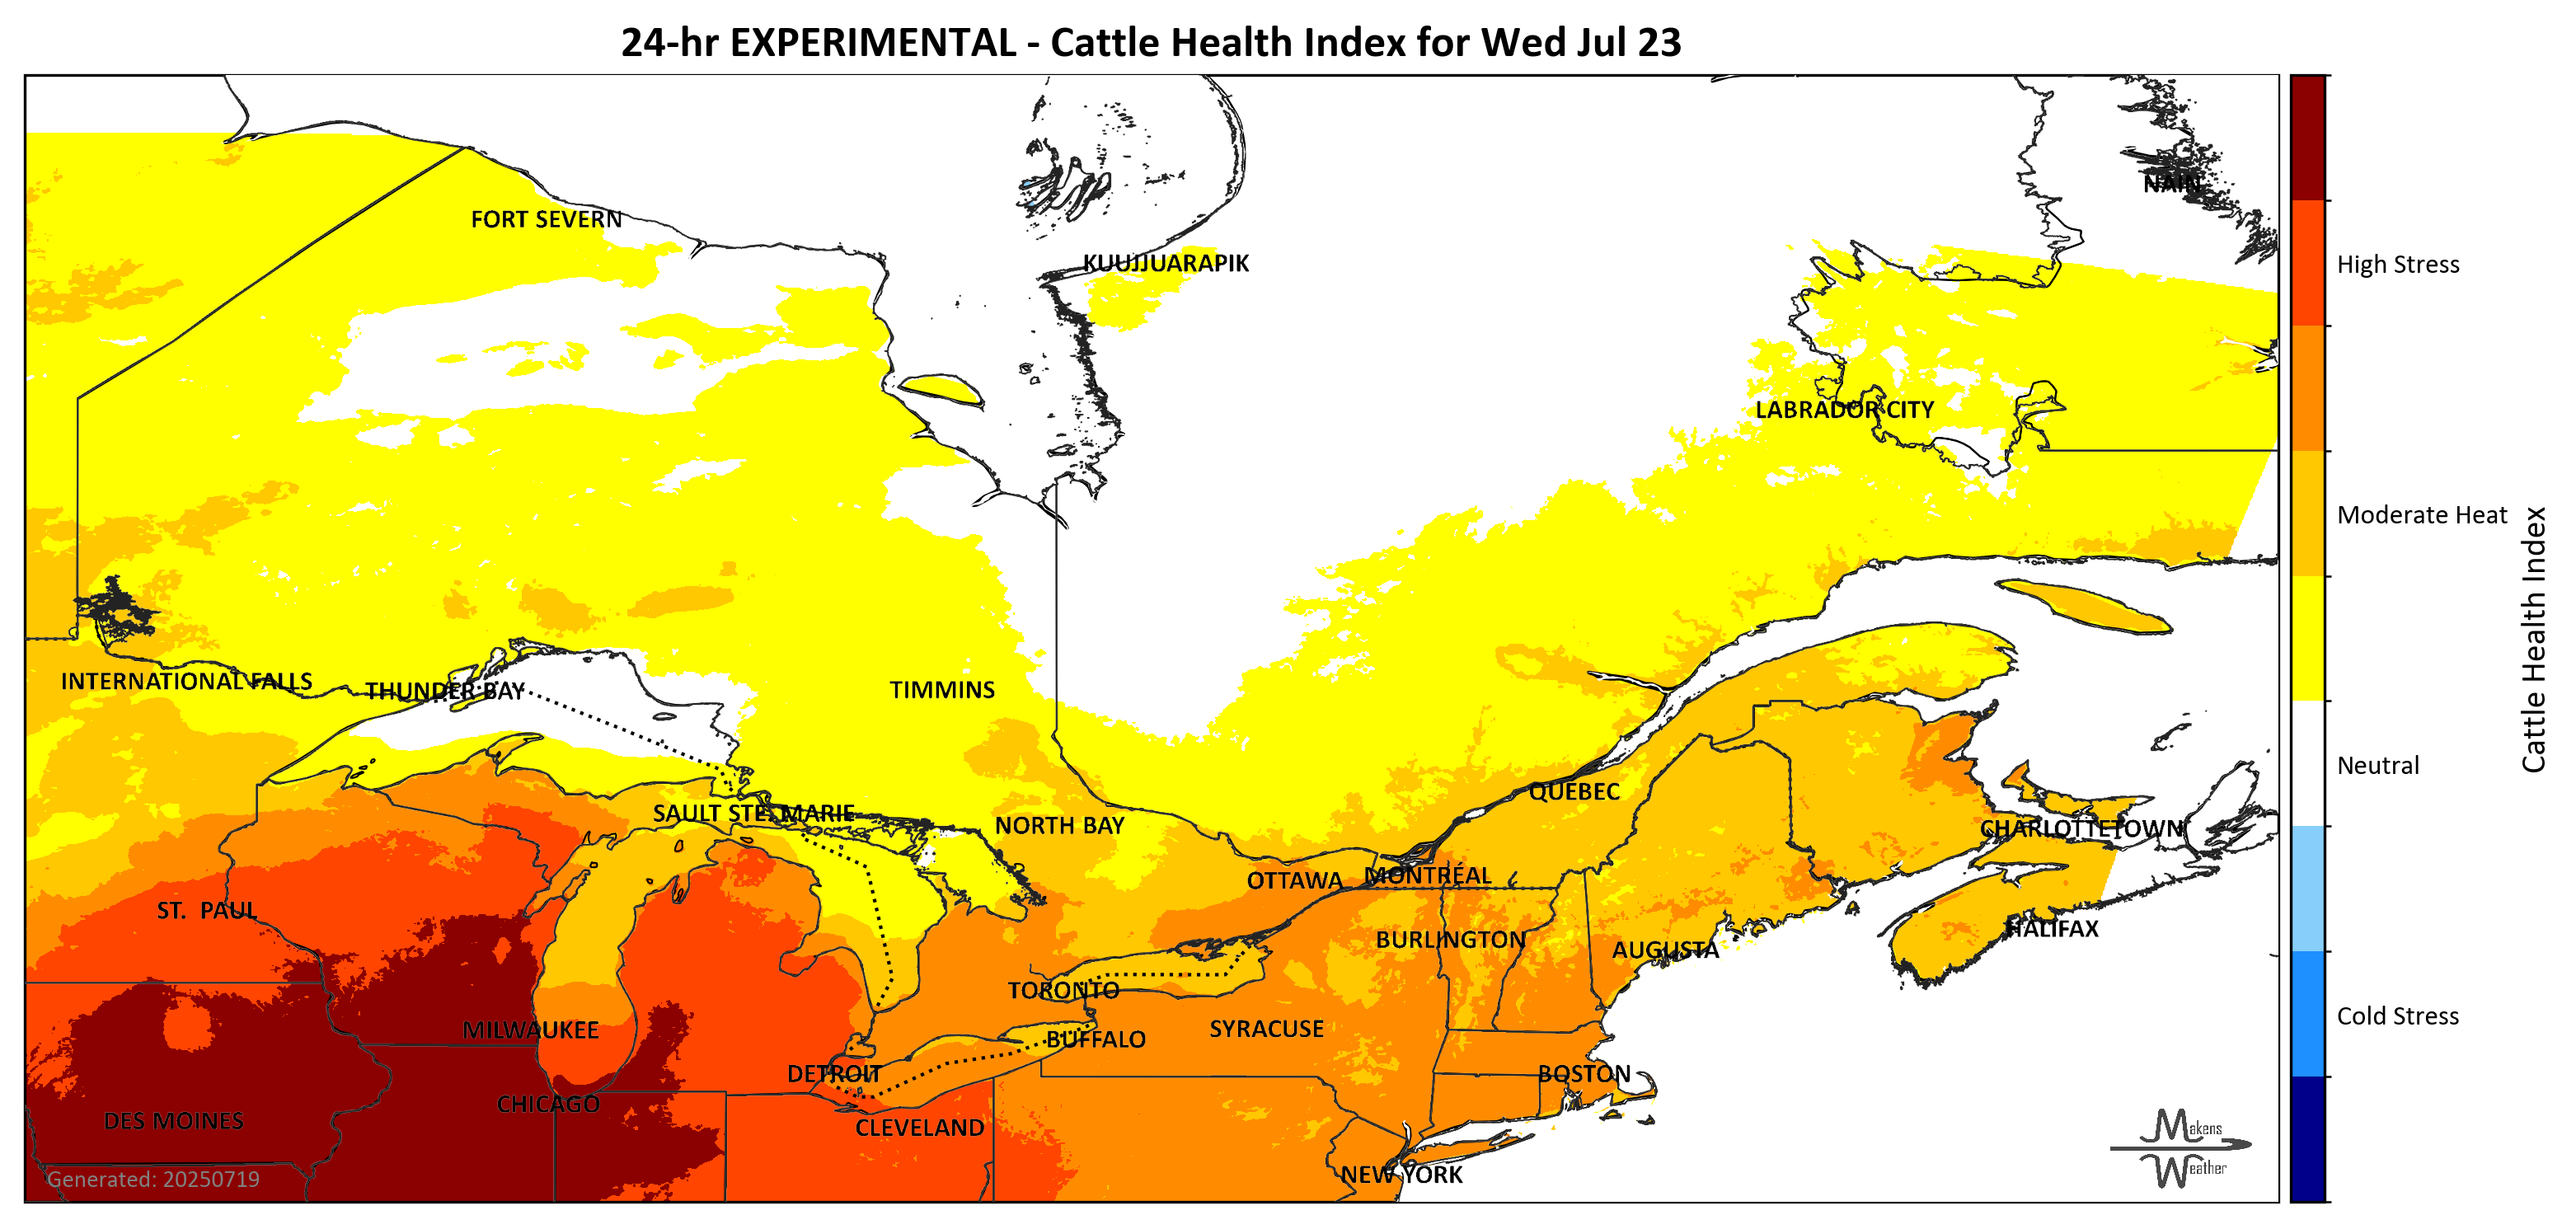 24-hr EXPERIMENTAL - Cattle Health Index for Wed Jul 23
NAIN
FORT SEVERN
KUUJJUARAPIK
High Stress
LABRADOR CITY
Moderate Heat
Cattle Health Index
INTERNATIONAL FALLS
THUNDER BAY
TIMMINS
Neutral
QUEBEC
SAULT STE. MARIE
NORTH BAY
CHARLOTTETOWN
OTTAWA
MONTRÉAL
ST. PAUL
HALIFAX
BURLINGTON
AUGUSTA
TORONTO
Cold Stress
MILWAUKEE
SYRACUSE
BUFFALO
DETROIT
BOSTON
CHICAGO
DES MOINES
CLEVELAND
Makens
Weather
NEW YORK
Generated: 20250719